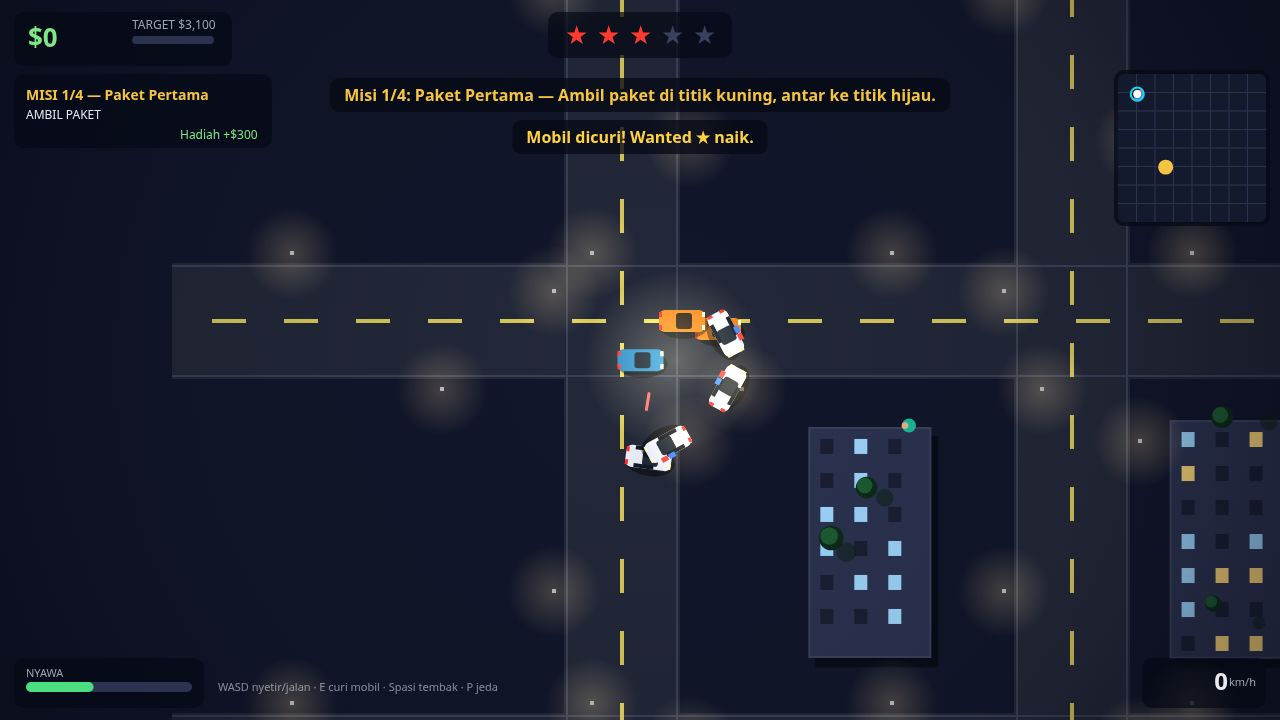 $0
TARGET $3,100
MISI 1/4 — Paket Pertama
AMBIL PAKET
Hadiah +$300
★ ★ ★ ★ ★
Misi 1/4: Paket Pertama — Ambil paket di titik kuning, antar ke titik hijau.
Mobil dicuri! Wanted ★ naik.
NYAWA
WASD nyetir/jalan · E curi mobil · Spasi tembak · P jeda
0 km/h